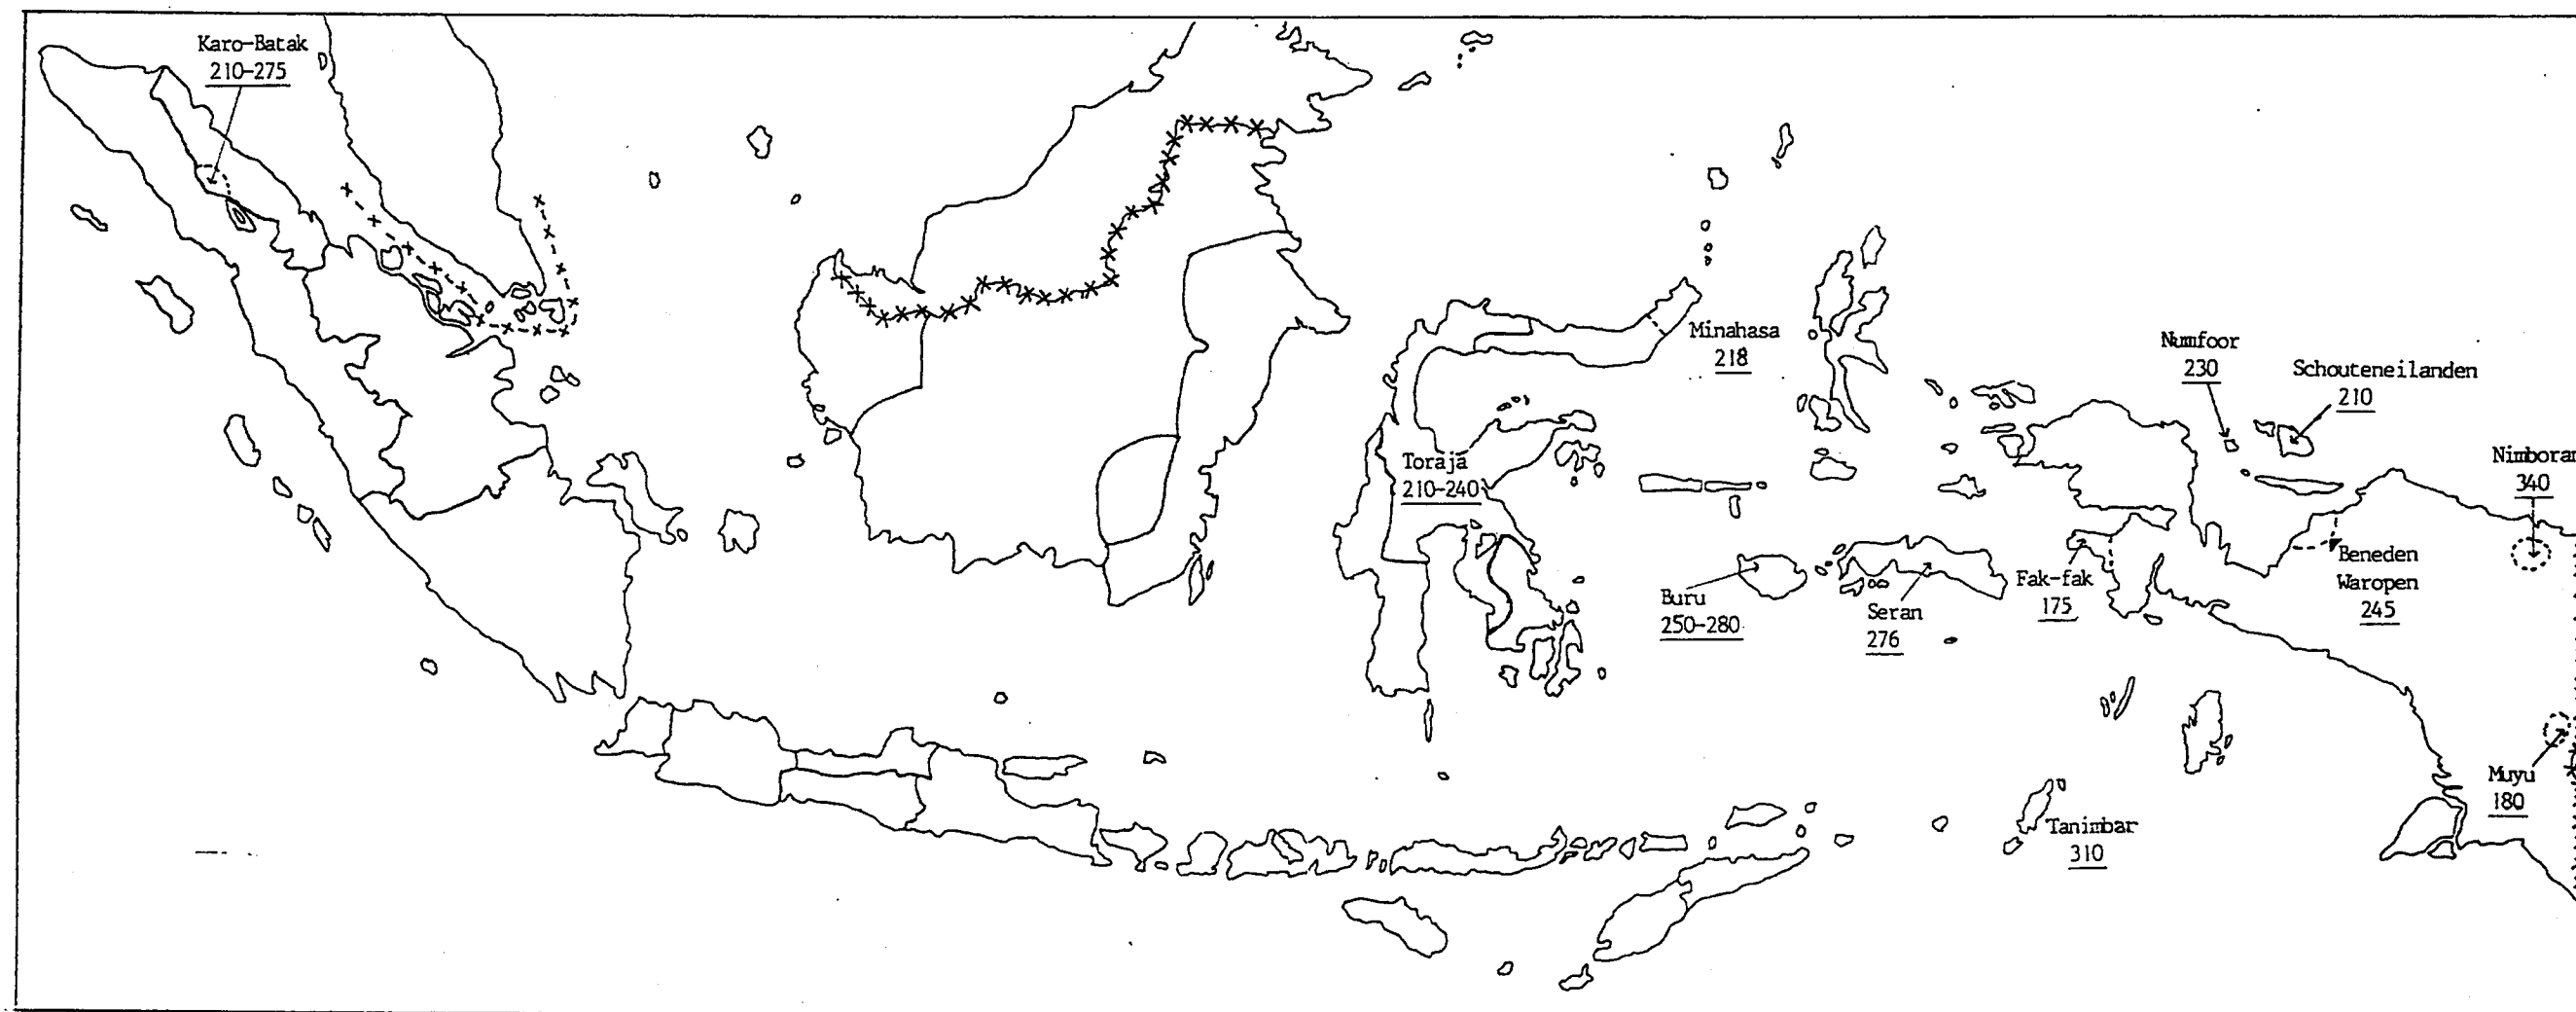 Karo-Batak
210-275
Minahasa
218
Numfoor
230
Schouteneilanden
210
Nimboran
340
Toraja
210-240
Beneden
Waropen
245
Fak-fak
175
Buru
250-280
Seran
276
Muyu
180
Tanimbar
310